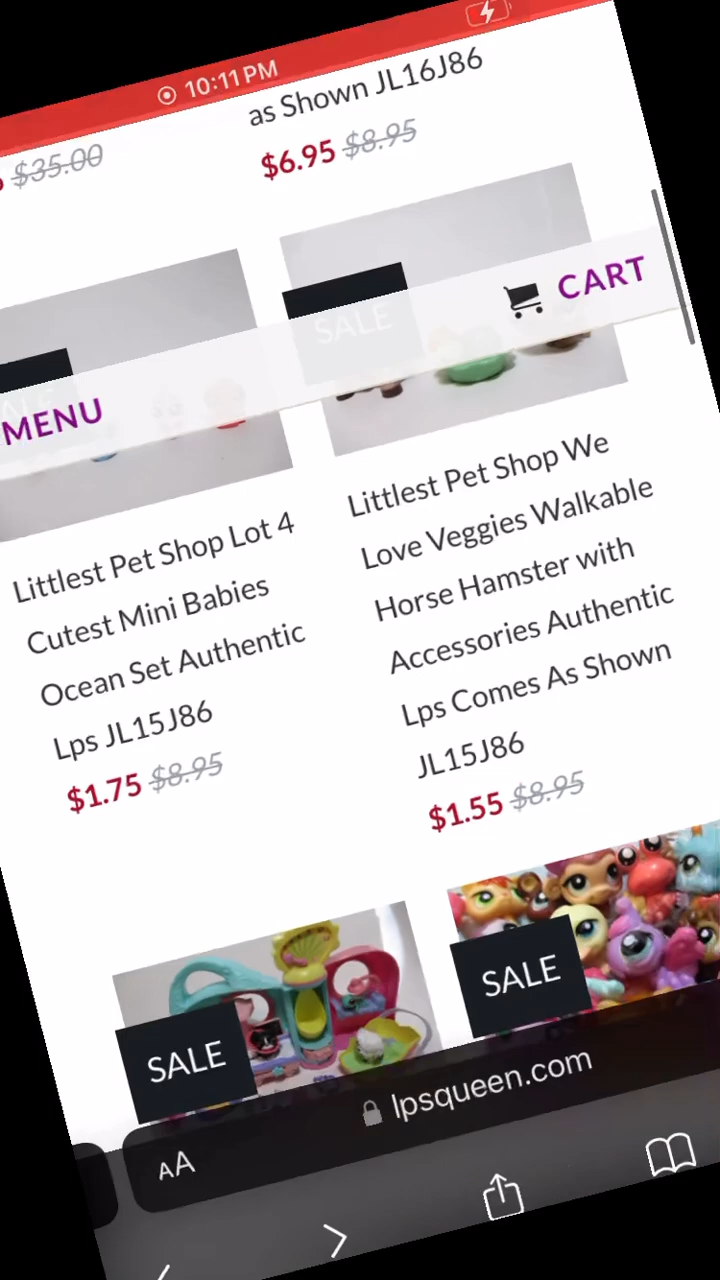 10:11 PM
$35.00
as Shown JL16J86
$6.95 $8.95
SALE
CART
MENU
Littlest Pet Shop Lot 4
Cutest Mini Babies
Ocean Set Authentic
Lps JL15J86
$1.75 $8.95
Littlest Pet Shop We
Love Veggies Walkable
Horse Hamster with
Accessories Authentic
Lps Comes As Shown
JL15J86
$1.55 $8.95
SALE
SALE
AA
lpsqueen.com